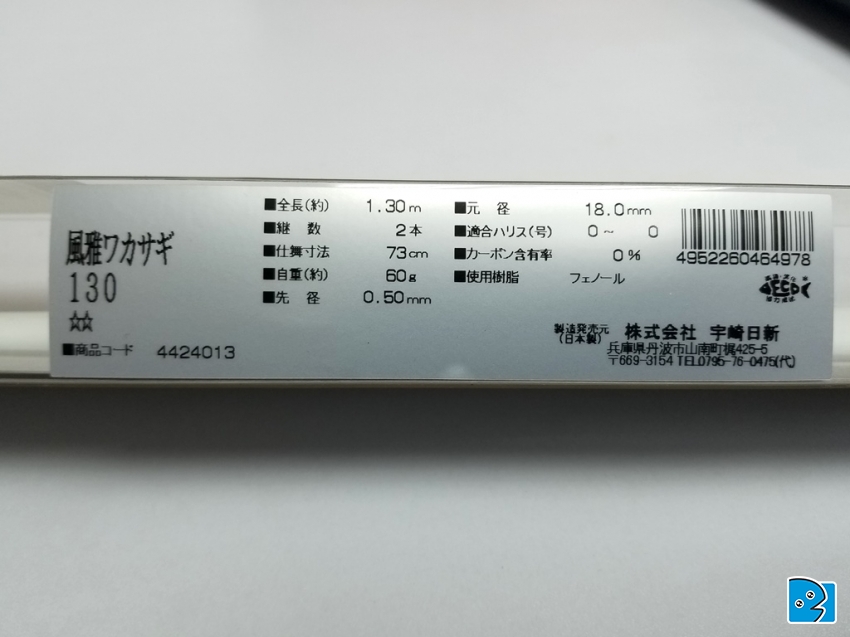 風雅ワカサギ
130
☆☆
■商品コード 4424013
■全長(約) 1.30m
■継数 2本
■仕舞寸法 73cm
■自重(約) 60g
■先径 0.50mm
■元径 18.0mm
■適合ハリス(号) 0~ 0
■カーボン含有率 0%
■使用樹脂 フェノール
4952260464978
製造発売元
(日本製)
株式会社 宇崎日新
兵庫県丹波市山南町梶425-5
〒669-3154 TEL0795-76-0475(代)